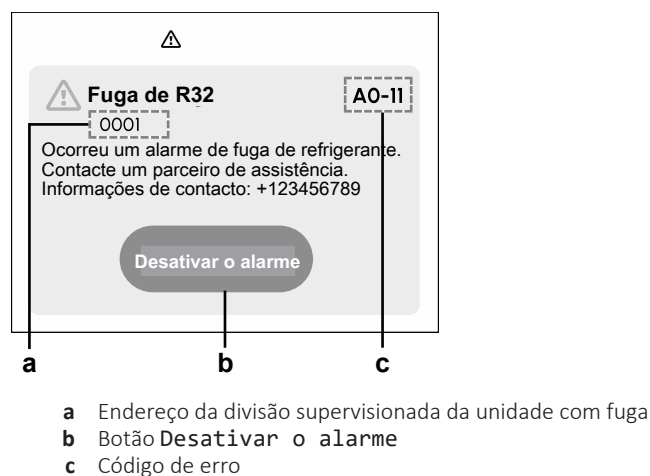 Fuga de R32
A0-11
0001
Ocorreu um alarme de fuga de refrigerante.
Contacte um parceiro de assistência.
Informações de contacto: +123456789
Desativar o alarme
a b c
a Endereço da divisão supervisionada da unidade com fuga
b Botão Desativar o alarme
c Código de erro